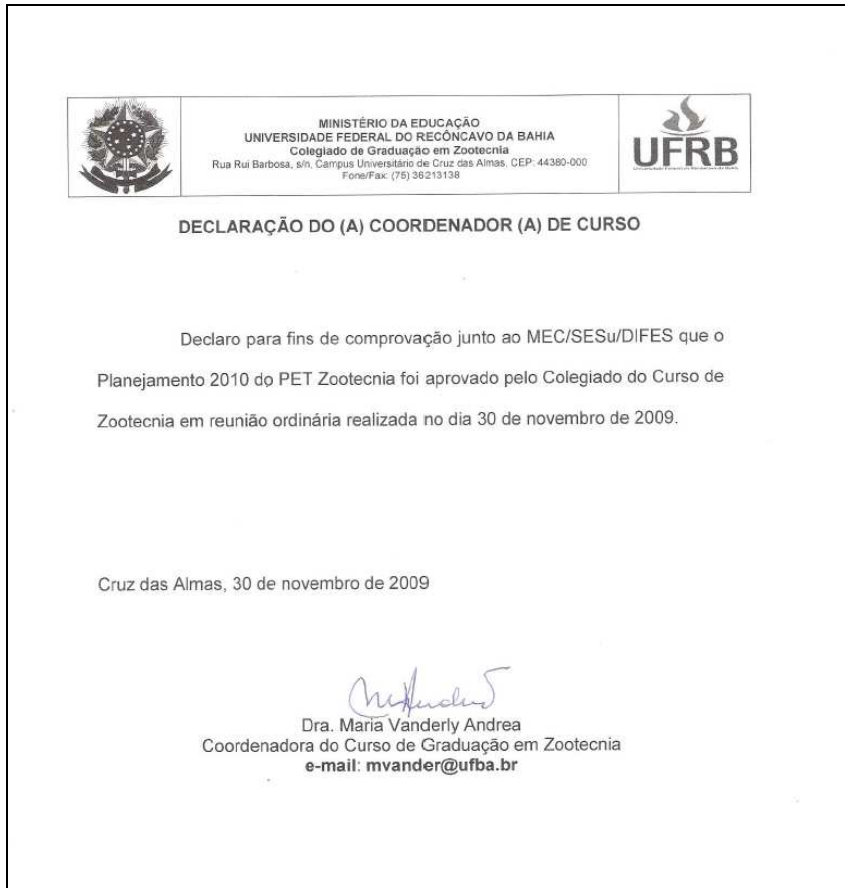 MINISTÉRIO DA EDUCAÇÃO
UNIVERSIDADE FEDERAL DO RECÔNCAVO DA BAHIA
Colegiado de Graduação em Zootecnia
Rua Rui Barbosa, s/n, Campus Universitário de Cruz das Almas, CEP: 44380-000
Fone/Fax: (75) 36213138
UFRB
DECLARAÇÃO DO (A) COORDENADOR (A) DE CURSO
Declaro para fins de comprovação junto ao MEC/SESu/DIFES que o
Planejamento 2010 do PET Zootecnia foi aprovado pelo Colegiado do Curso de
Zootecnia em reunião ordinária realizada no dia 30 de novembro de 2009.
Cruz das Almas, 30 de novembro de 2009
Dra. Maria Vanderly Andrea
Coordenadora do Curso de Graduação em Zootecnia
e-mail: mvander@ufba.br